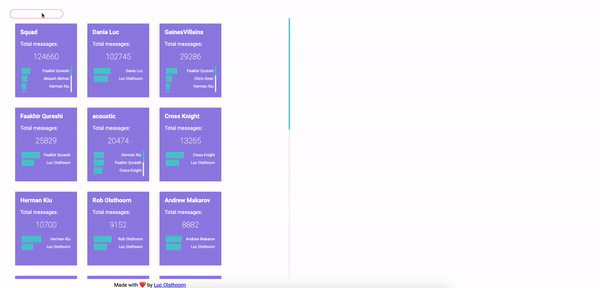 Squad
Total messages:
124660
Faakhir Qureshi
Akaash Mohan
Herman Kiu
Dania Luc
Total messages:
102745
Dania Luc
Luc Olsthoorn
GainesVillains
Total messages:
29286
Faakhir Qureshi
Chris Oster
Herman Kiu
Faakhir Qureshi
Total messages:
25829
Faakhir Qureshi
Luc Olsthoorn
acoustic
Total messages:
20474
Herman Kiu
Faakhir Qureshi
Cross Knight
Cross Knight
Total messages:
13265
Cross Knight
Luc Olsthoorn
Herman Kiu
Total messages:
10700
Herman Kiu
Luc Olsthoorn
Rob Olsthoorn
Total messages:
9152
Rob Olsthoorn
Luc Olsthoorn
Andrew Makarov
Total messages:
8882
Andrew Makarov
Luc Olsthoorn
Made with ❤️ by Luc Olsthoorn